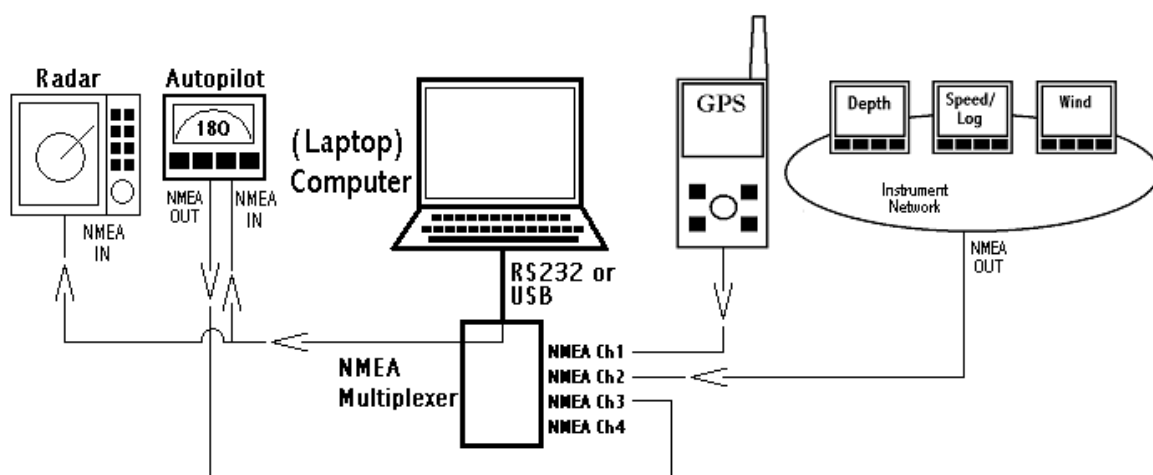 Radar
Autopilot
180
NMEA
OUT
NMEA
IN
NMEA
IN
(Laptop)
Computer
RS232 or
USB
NMEA
Multiplexer
NMEA Ch1
NMEA Ch2
NMEA Ch3
NMEA Ch4
GPS
Depth
Speed/
Log
Wind
Instrument
Network
NMEA
OUT